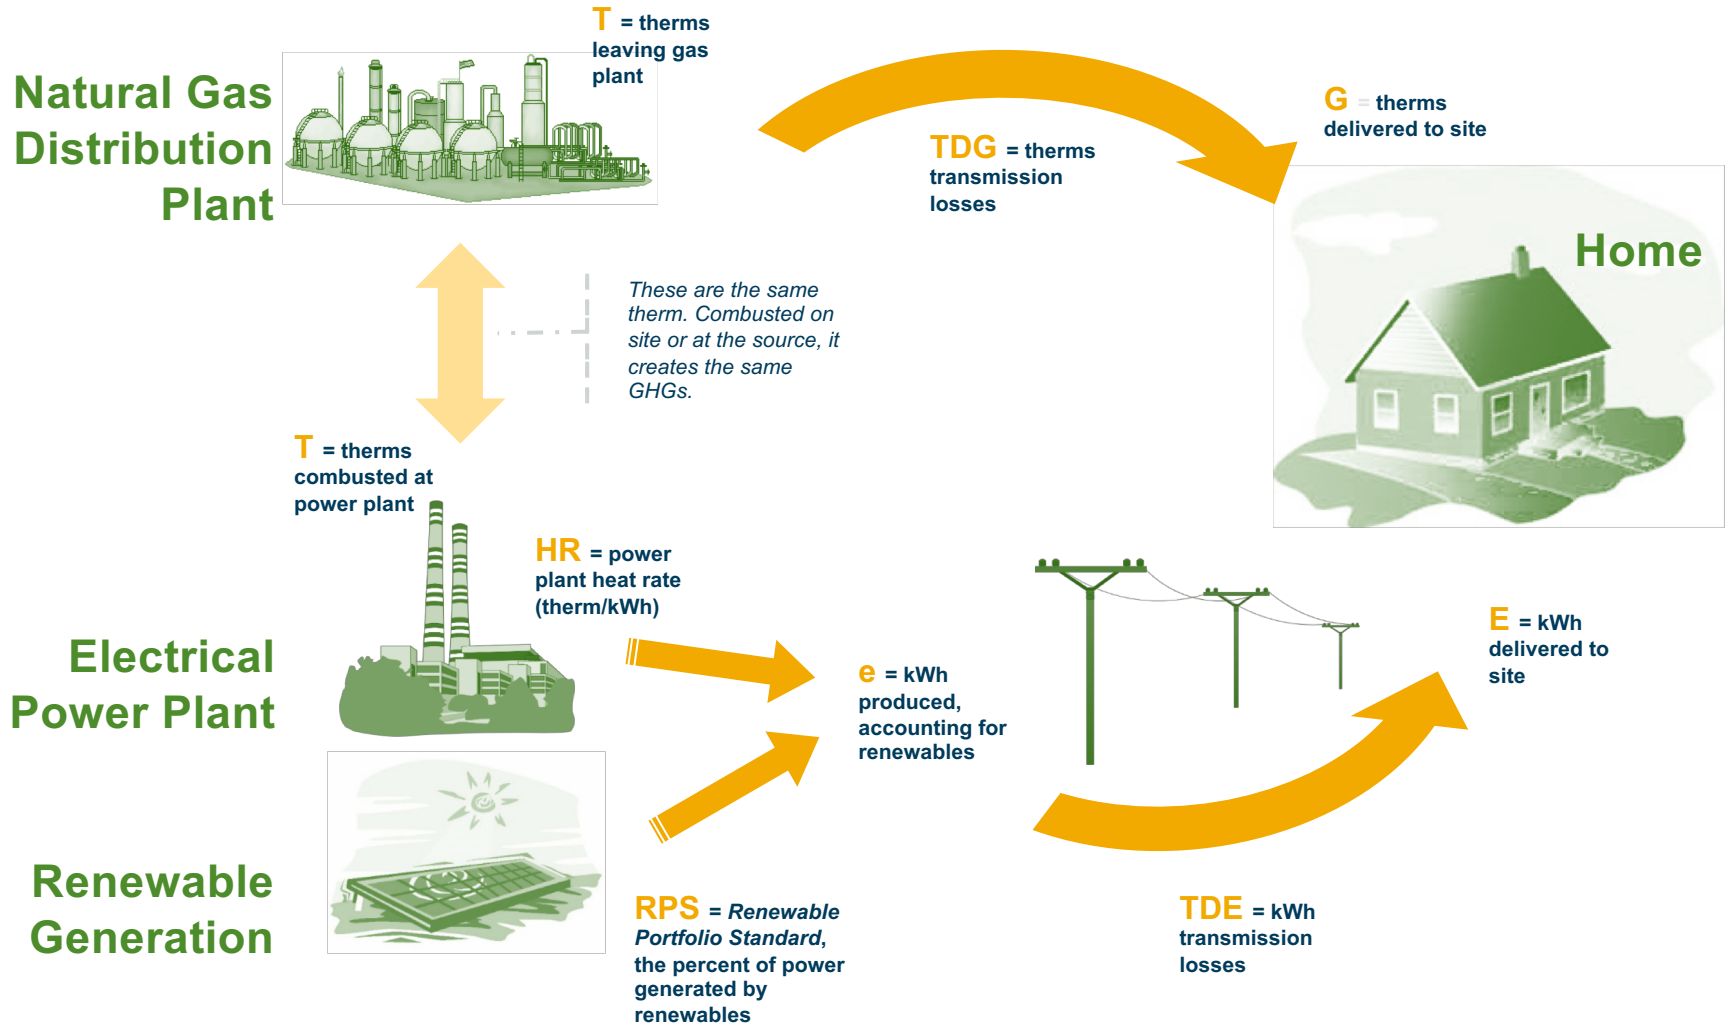 Natural Gas
Distribution
Plant
T = therms
leaving gas
plant
TDG = therms
transmission
losses
G = therms
delivered to site
Home
These are the same
therm. Combusted on
site or at the source, it
creates the same
GHGs.
T = therms
combusted at
power plant
HR = power
plant heat rate
(therm/kWh)
Electrical
Power Plant
e = kWh
produced,
accounting for
renewables
E = kWh
delivered to
site
Renewable
Generation
RPS = Renewable
Portfolio Standard,
the percent of power
generated by
renewables
TDE = kWh
transmission
losses